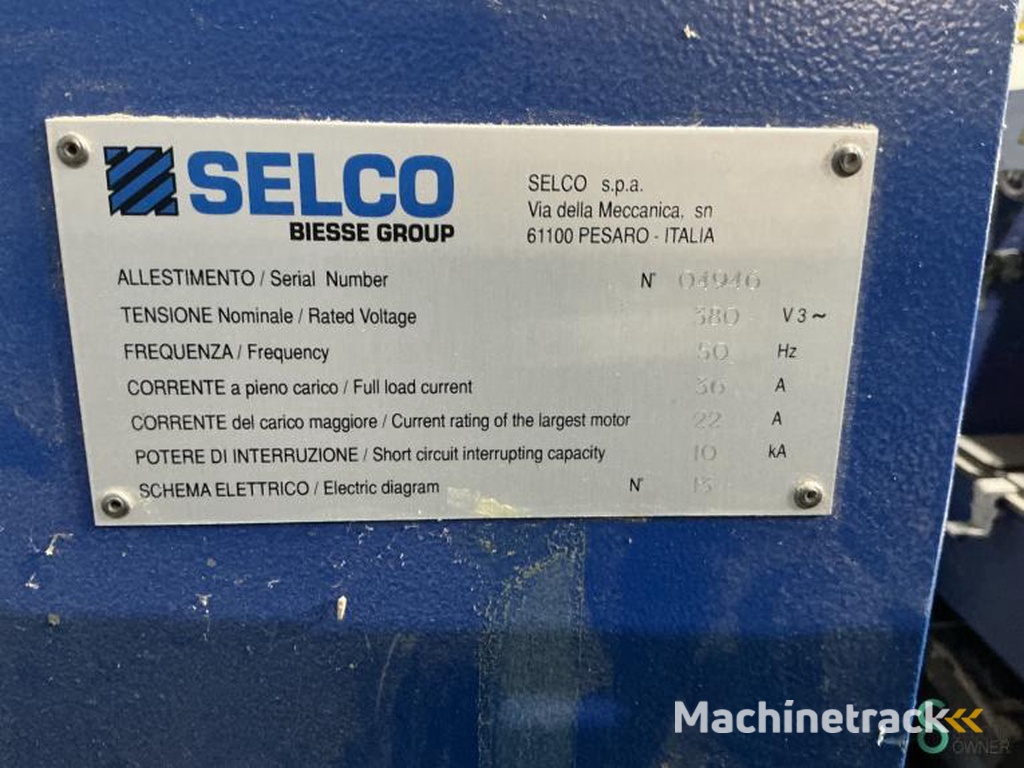 SELCO
BIESSE GROUP
SELCO s.p.a.
Via della Meccanica, sn
61100 PESARO - ITALIA
ALLESTIMENTO / Serial Number N° 04946
TENSIONE Nominale / Rated Voltage 380 V 3 ~
FREQUENZA / Frequency 50 Hz
CORRENTE a pieno carico / Full load current 36 A
CORRENTE del carico maggiore / Current rating of the largest motor 22 A
POTERE DI INTERRUZIONE / Short circuit interrupting capacity 10 kA
SCHEMA ELETTRICO / Electric diagram N°
Machinetrack
OWNER